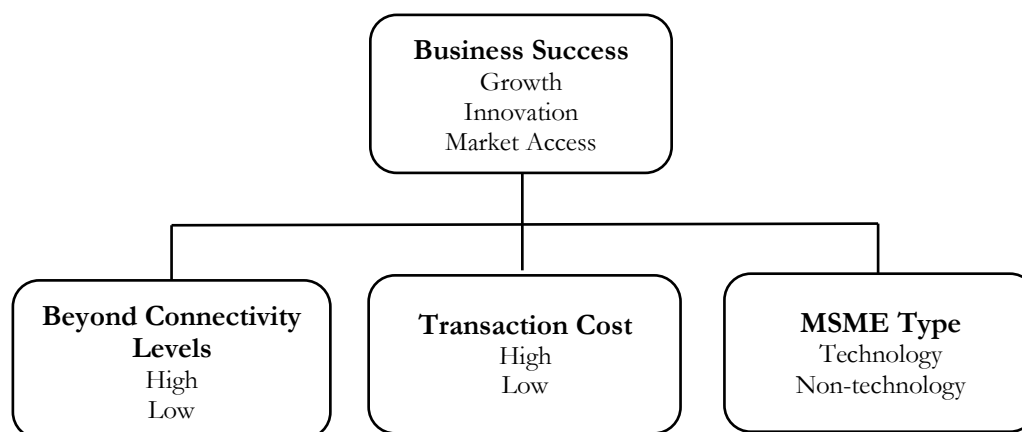 Business Success
Growth
Innovation
Market Access
Beyond Connectivity
Levels
High
Low
Transaction Cost
High
Low
MSME Type
Technology
Non-technology